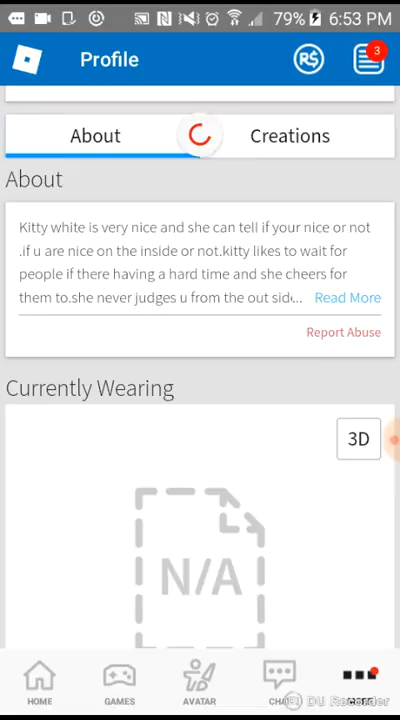 79% 6:53 PM
Profile
R$
3
About
Creations
About
Kitty white is very nice and she can tell if your nice or not
.if u are nice on the inside or not.kitty likes to wait for
people if there having a hard time and she cheers for
them to.she never judges u from the out side... Read More
Report Abuse
Currently Wearing
3D
N/A
HOME
GAMES
AVATAR
CHAT
MORE
DU Recorder